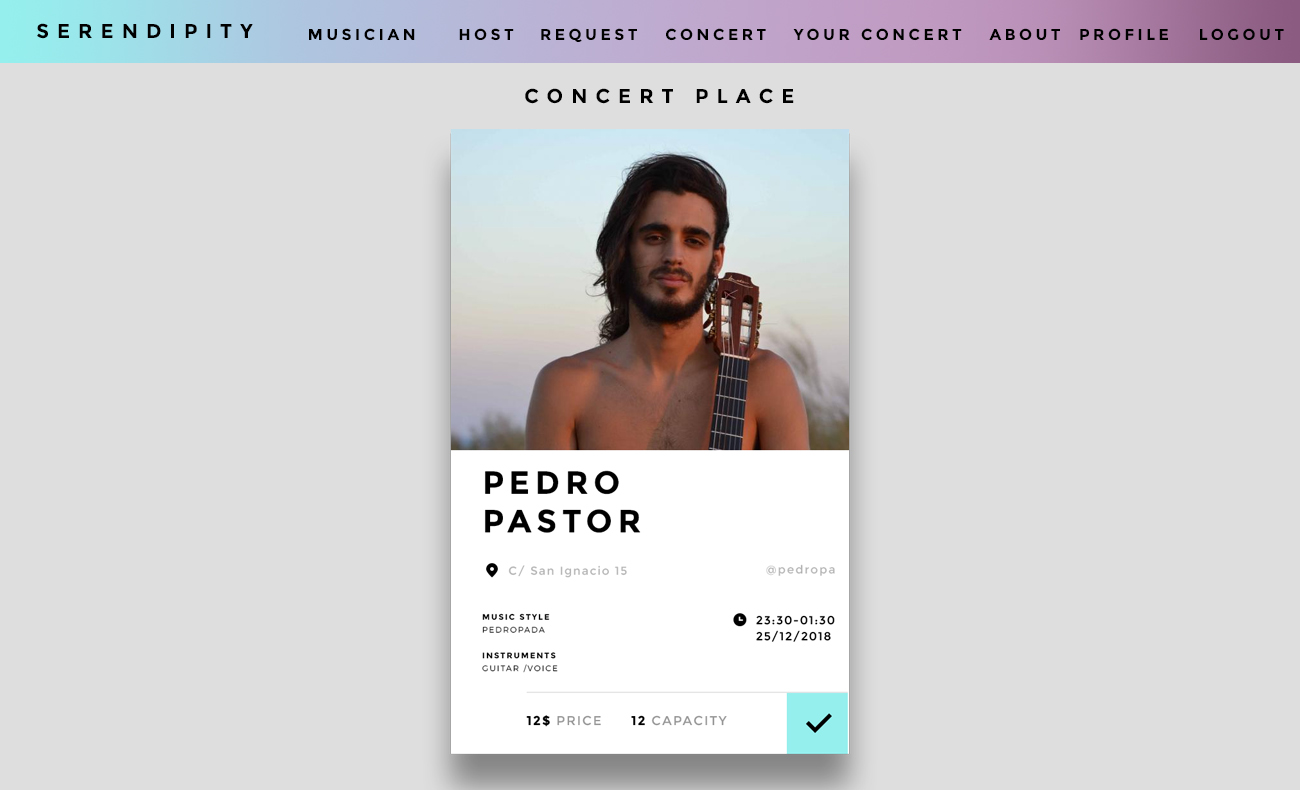 SERENDIPITY MUSICIAN HOST REQUEST CONCERT YOUR CONCERT ABOUT PROFILE LOGOUT
CONCERT PLACE
PEDRO
PASTOR
C/ San Ignacio 15 @pedropa
MUSIC STYLE
PEDROPADA
23:30-01:30
25/12/2018
INSTRUMENTS
GUITAR /VOICE
12$ PRICE 12 CAPACITY